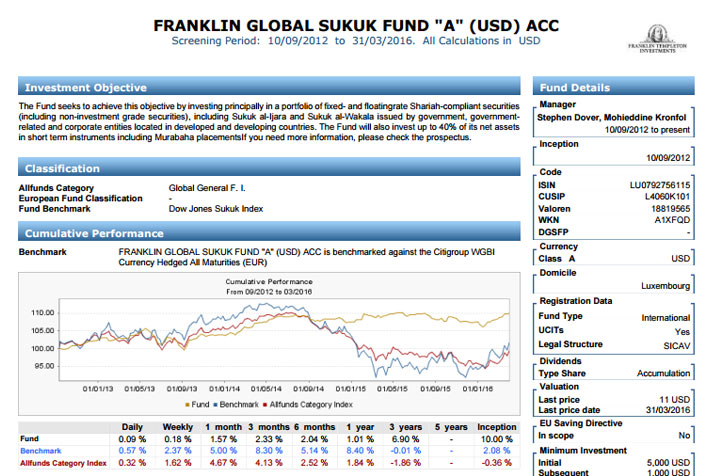 FRANKLIN GLOBAL SUKUK FUND "A" (USD) ACC
Screening Period: 10/09/2012 to 31/03/2016. All Calculations in USD
FRANKLIN TEMPLETON
INVESTMENTS
Investment Objective
The Fund seeks to achieve this objective by investing principally in a portfolio of fixed- and floatingrate Shariah-compliant securities
(including non-investment grade securities), including Sukuk al-Ijara and Sukuk al-Wakala issued by government, government-
related and corporate entities located in developed and developing countries. The Fund will also invest up to 40% of its net assets
in short term instruments including Murabaha placementsIf you need more information, please check the prospectus.
Classification
Allfunds Category Global General F. I.
European Fund Classification -
Fund Benchmark Dow Jones Sukuk Index
Cumulative Performance
Benchmark FRANKLIN GLOBAL SUKUK FUND "A" (USD) ACC is benchmarked against the Citigroup WGBI
Currency Hedged All Maturities (EUR)
Cumulative Performance
From 09/2012 to 03/2016
110.00
105.00
100.00
95.00
01/01/13 01/05/13 01/09/13 01/01/14 01/05/14 01/09/14 01/01/15 01/05/15 01/09/15 01/01/16
Fund Benchmark Allfunds Category Index
Daily Weekly 1 month 3 months 6 months 1 year 3 years 5 years Inception
Fund 0.09 % 0.18 % 1.57 % 2.33 % 2.04 % 1.01 % 6.90 % - 10.00 %
Benchmark 0.57 % 2.37 % 5.00 % 8.30 % 5.14 % 8.40 % -0.01 % - 2.08 %
Allfunds Category Index 0.32 % 1.62 % 4.67 % 4.13 % 2.52 % 1.84 % -1.86 % - -0.36 %
Fund Details
Manager
Stephen Dover, Mohieddine Kronfol
10/09/2012 to present
Inception
10/09/2012
Code
ISIN LU0792756115
CUSIP L4060K101
Valoren 18819565
WKN A1XFQD
DGSFP -
Currency
Class A USD
Domicile
Luxembourg
Registration Data
Fund Type International
UCITs Yes
Legal Structure SICAV
Dividends
Type Share Accumulation
Valuation
Last price 11 USD
Last price date 31/03/2016
EU Saving Directive
In scope No
Minimum Investment
Initial 5,000 USD
Subsequent 1,000 USD